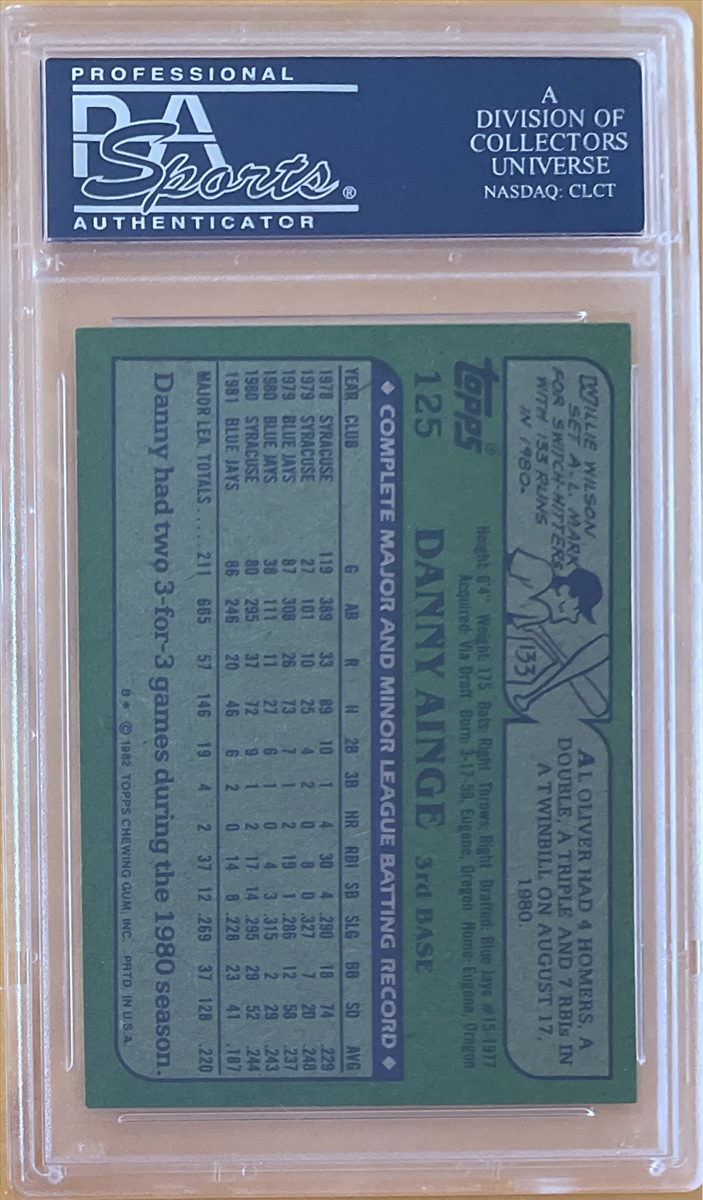 PROFESSIONAL
PSA
Sports®
AUTHENTICATOR
A
DIVISION OF
COLLECTORS
UNIVERSE
NASDAQ: CLCT
WILLIE WILSON
SET A.L. MARK
FOR SWITCH-HITTERS
WITH 133 RUNS
IN 1980.
133
AL OLIVER HAD 4 HOMERS, A
DOUBLE, A TRIPLE AND 7 RBIs IN
A TWINBILL ON AUGUST 17,
1980.
topps®
Height: 6'4" Weight: 175 Bats: Right Throws: Right Drafted: Blue Jays #15-1977
Acquired: Via Draft Born: 3-17-59, Eugene, Oregon Home: Eugene, Oregon
125 DANNY AINGE 3rd BASE
◆ COMPLETE MAJOR AND MINOR LEAGUE BATTING RECORD ◆
YEAR CLUB G AB R H 2B 3B HR RBI SB SLG BB SO AVG
1978 SYRACUSE 119 389 33 89 10 1 4 30 4 .290 18 74 .229
1979 SYRACUSE 27 101 10 25 4 2 0 8 0 .327 7 20 .248
1979 BLUE JAYS 87 308 26 73 7 1 2 19 1 .286 12 58 .237
1980 BLUE JAYS 38 111 11 27 6 1 0 4 3 .315 2 29 .243
1980 SYRACUSE 80 295 37 72 9 1 2 17 14 .295 29 52 .244
1981 BLUE JAYS 86 246 20 46 6 2 0 14 8 .228 23 41 .187
MAJOR LEA. TOTALS ..... 211 665 57 146 19 4 2 37 12 .269 37 128 .220
Danny had two 3-for-3 games during the 1980 season.
B* © 1982 TOPPS CHEWING GUM, INC. PRTD. IN U.S.A.